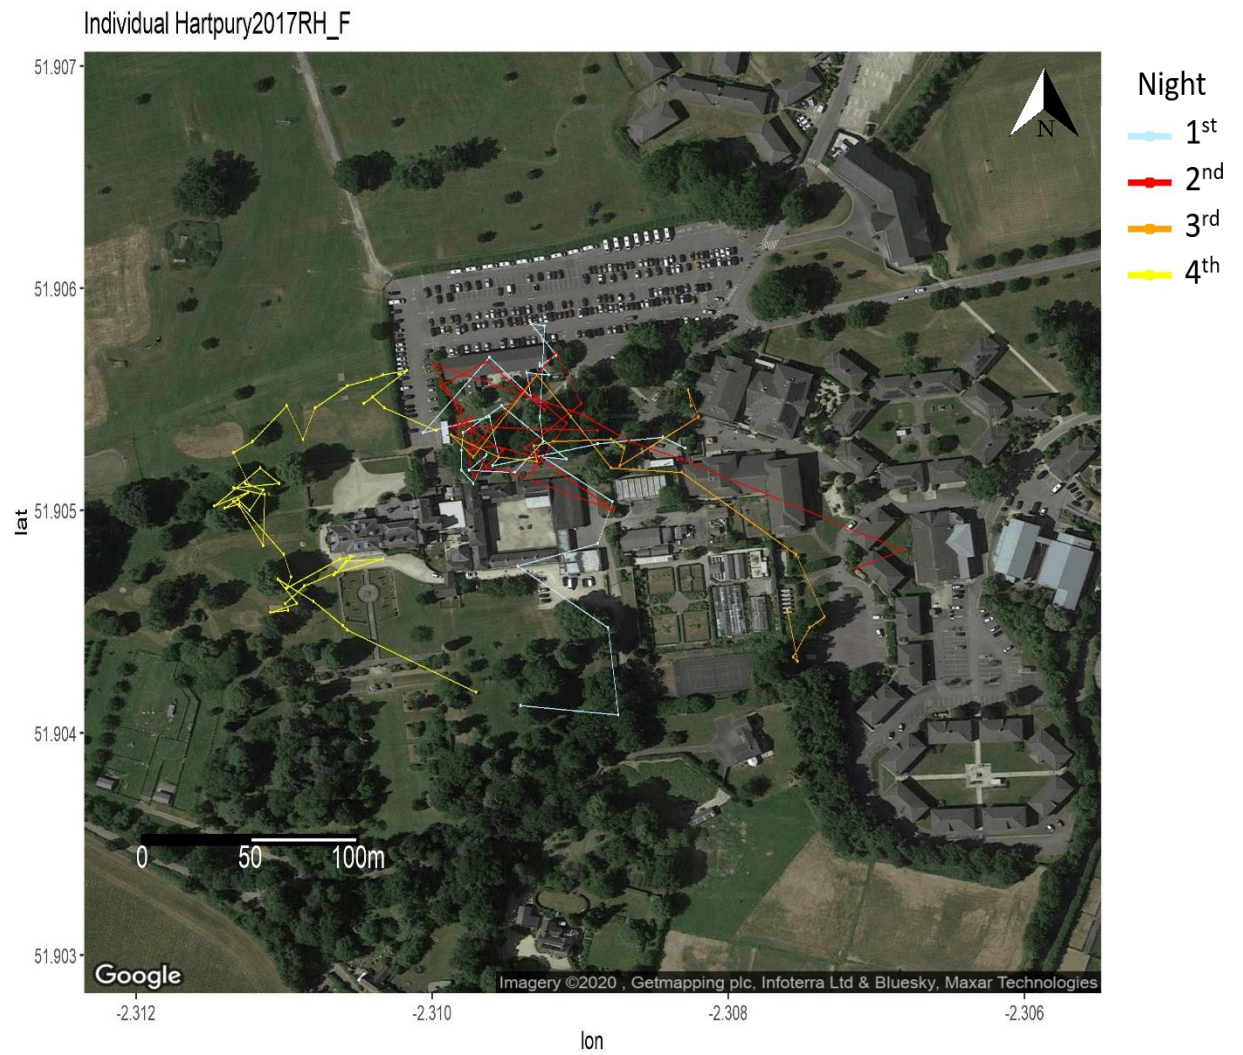 Individual Hartpury2017RH_F
51.907
51.906
51.905
51.904
51.903
lat
N
Night
1st
2nd
3rd
4th
0 50 100m
Google
Imagery ©2020 , Getmapping plc, Infoterra Ltd & Bluesky, Maxar Technologies
-2.312 -2.310 -2.308 -2.306
lon